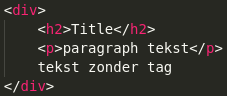 <div>
    <h2>Title</h2>
    <p>paragraph tekst</p>
    tekst zonder tag
</div>